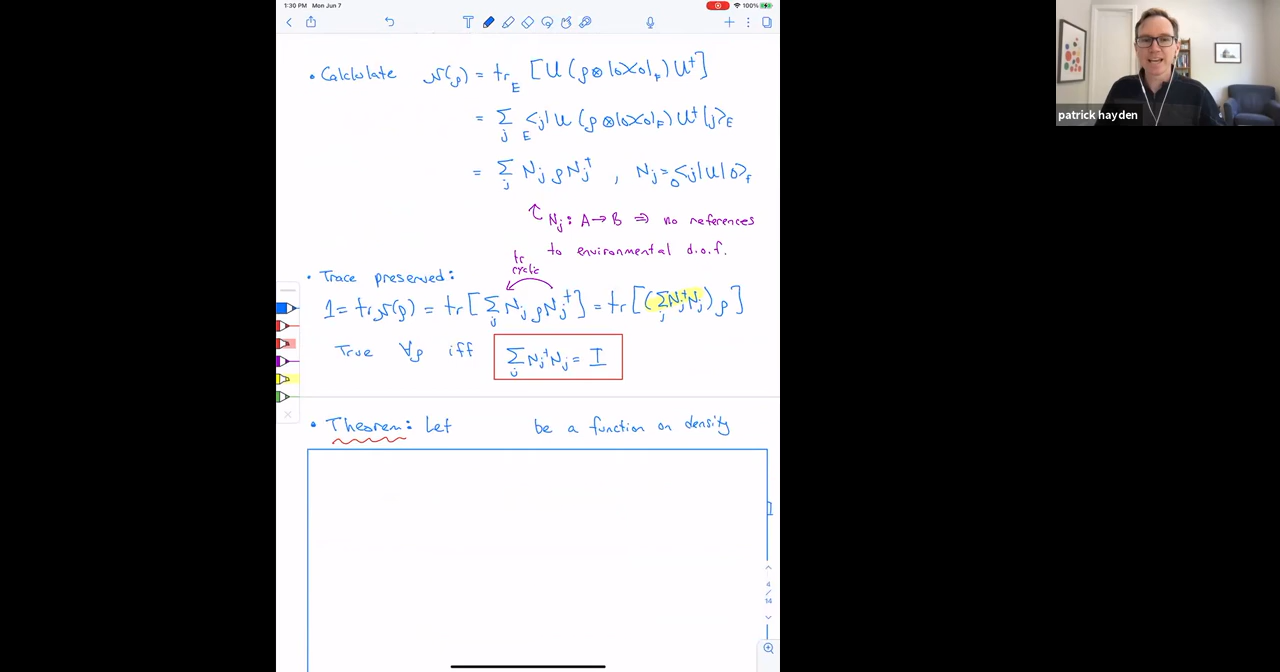 1:30 PM Mon Jun 7
100%
• Calculate 𝒩(ρ) = tr_E [U (ρ⊗|0⟩⟨0|_F) U†]
= Σ_j _E⟨j| U (ρ⊗|0⟩⟨0|_F) U† |j⟩_E
= Σ_j N_j ρ N_j† , N_j = ⟨j|U|0⟩_F
↑ N_j : A→B ⇒ no references
to environmental d.o.f.
tr
cyclic
• Trace preserved:
1 = tr 𝒩(ρ) = tr[Σ_j N_j ρ N_j†] = tr[(Σ_j N_j†N_j) ρ]
True ∀ρ iff Σ_j N_j†N_j = I
• Theorem: Let be a function on density
4
/
14
patrick hayden